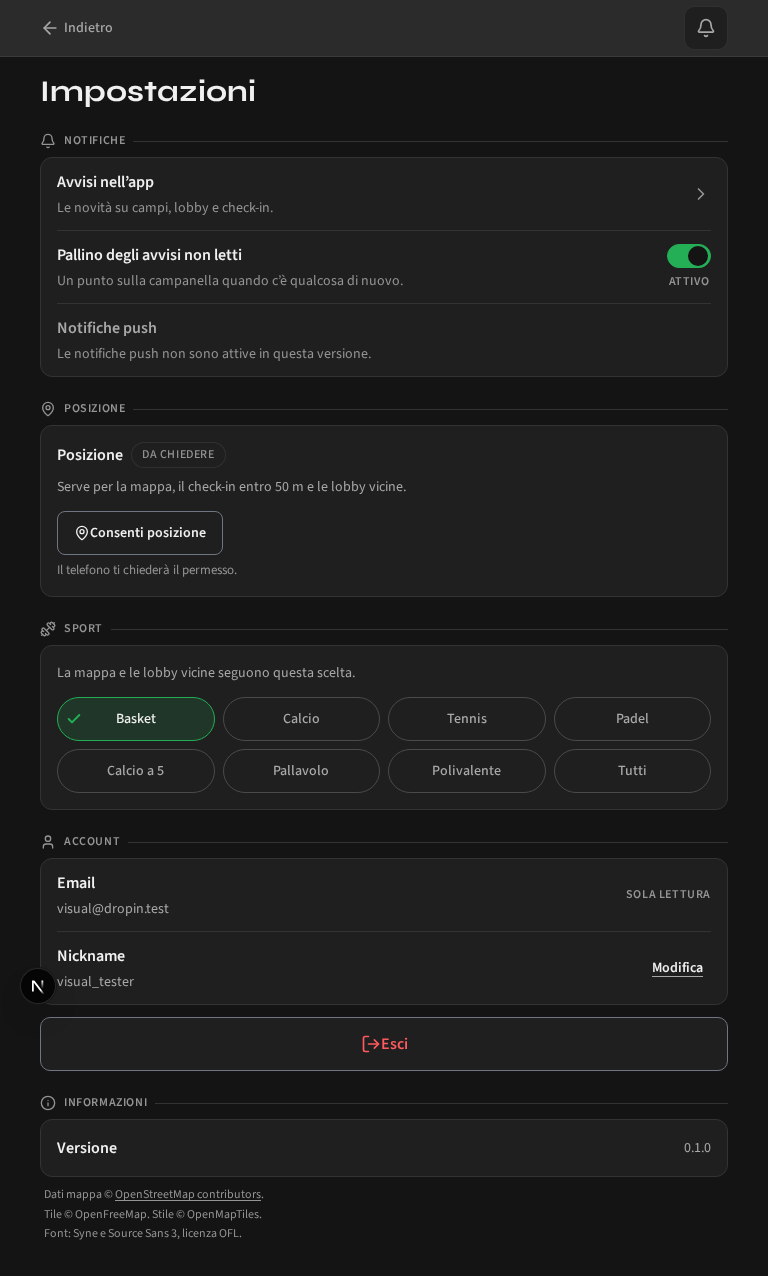 Indietro
Impostazioni
NOTIFICHE
Avvisi nell’app
Le novità su campi, lobby e check-in.
Pallino degli avvisi non letti
Un punto sulla campanella quando c’è qualcosa di nuovo.
ATTIVO
Notifiche push
Le notifiche push non sono attive in questa versione.
POSIZIONE
Posizione DA CHIEDERE
Serve per la mappa, il check-in entro 50 m e le lobby vicine.
Consenti posizione
Il telefono ti chiederà il permesso.
SPORT
La mappa e le lobby vicine seguono questa scelta.
Basket Calcio Tennis Padel
Calcio a 5 Pallavolo Polivalente Tutti
ACCOUNT
Email
visual@dropin.test
SOLA LETTURA
Nickname
visual_tester
Modifica
N
Esci
INFORMAZIONI
Versione 0.1.0
Dati mappa © OpenStreetMap contributors.
Tile © OpenFreeMap. Stile © OpenMapTiles.
Font: Syne e Source Sans 3, licenza OFL.